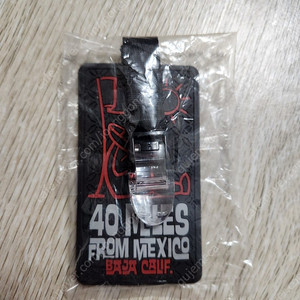 40 MILES
FROM MEXICO
BAJA CALIF.